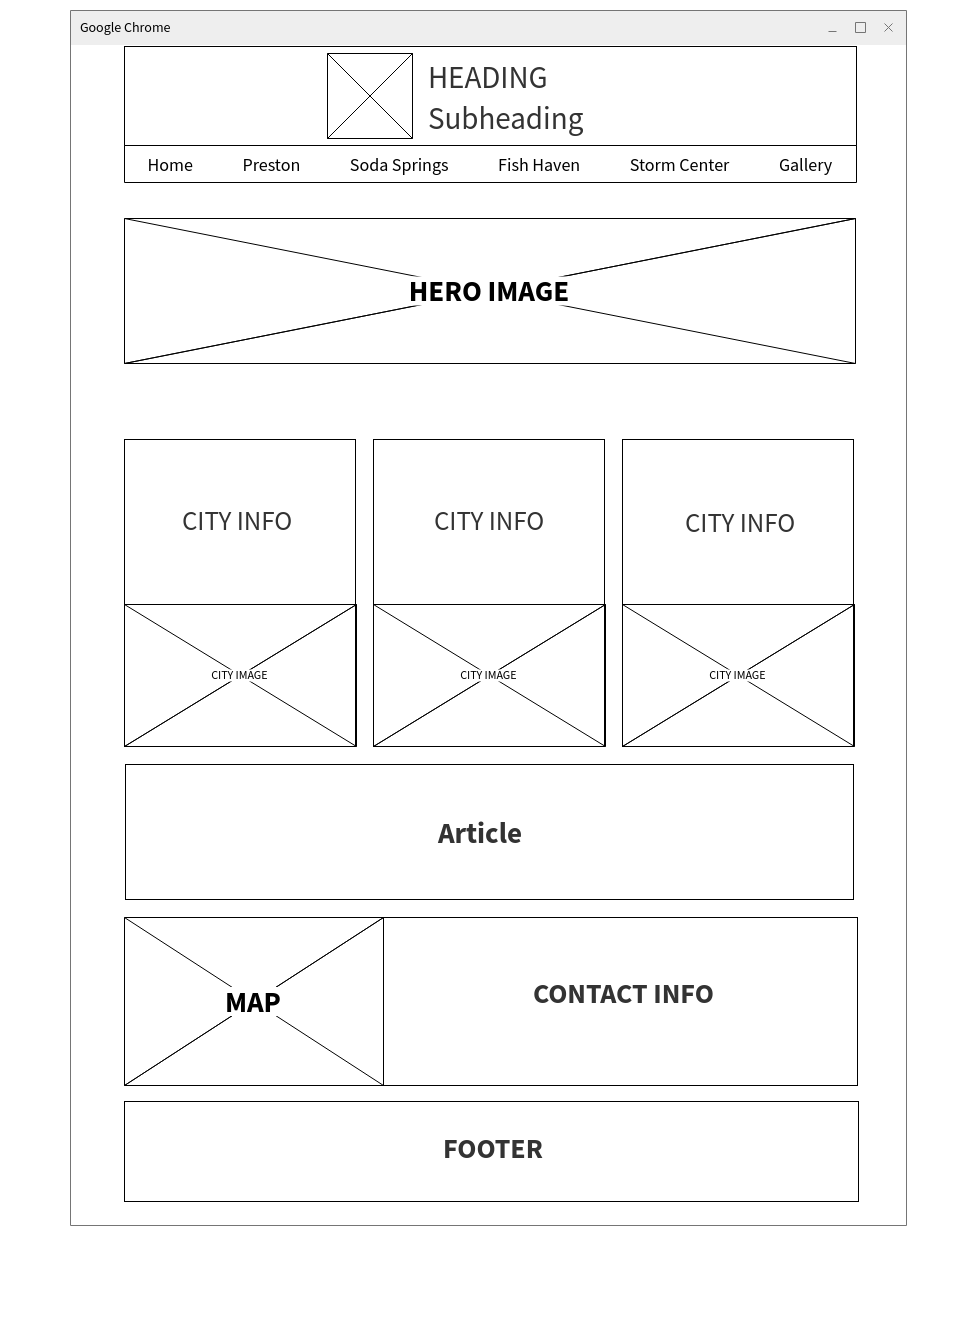 Google Chrome
HEADING
Subheading
Home Preston Soda Springs Fish Haven Storm Center Gallery
HERO IMAGE
CITY INFO CITY INFO CITY INFO
CITY IMAGE CITY IMAGE CITY IMAGE
Article
MAP
CONTACT INFO
FOOTER